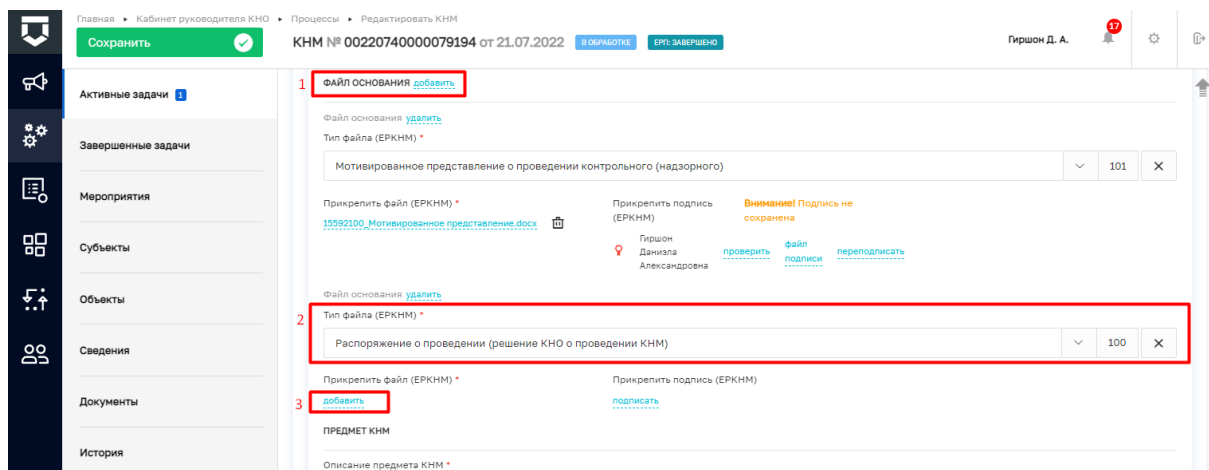 Главная ▸ Кабинет руководителя КНО ▸ Процессы ▸ Редактировать КНМ
Сохранить
КНМ № 00220740000079194 от 21.07.2022 В ОБРАБОТКЕ ЕРП: ЗАВЕРШЕНО
Гиршон Д. А.
17
Активные задачи 1
Завершенные задачи
Мероприятия
Субъекты
Объекты
Сведения
Документы
История
1 ФАЙЛ ОСНОВАНИЯ добавить
Файл основания удалить
Тип файла (ЕРКНМ) *
Мотивированное представление о проведении контрольного (надзорного) 101
Прикрепить файл (ЕРКНМ) *
15592100_Мотивированное представление.docx
Прикрепить подпись
(ЕРКНМ)
Внимание! Подпись не
сохранена
Гиршон
Даниэла
Александровна
проверить
файл
подписи
переподписать
Файл основания удалить
2 Тип файла (ЕРКНМ) *
Распоряжение о проведении (решение КНО о проведении КНМ) 100
Прикрепить файл (ЕРКНМ) * Прикрепить подпись (ЕРКНМ)
3 добавить подписать
ПРЕДМЕТ КНМ
Описание предмета КНМ *